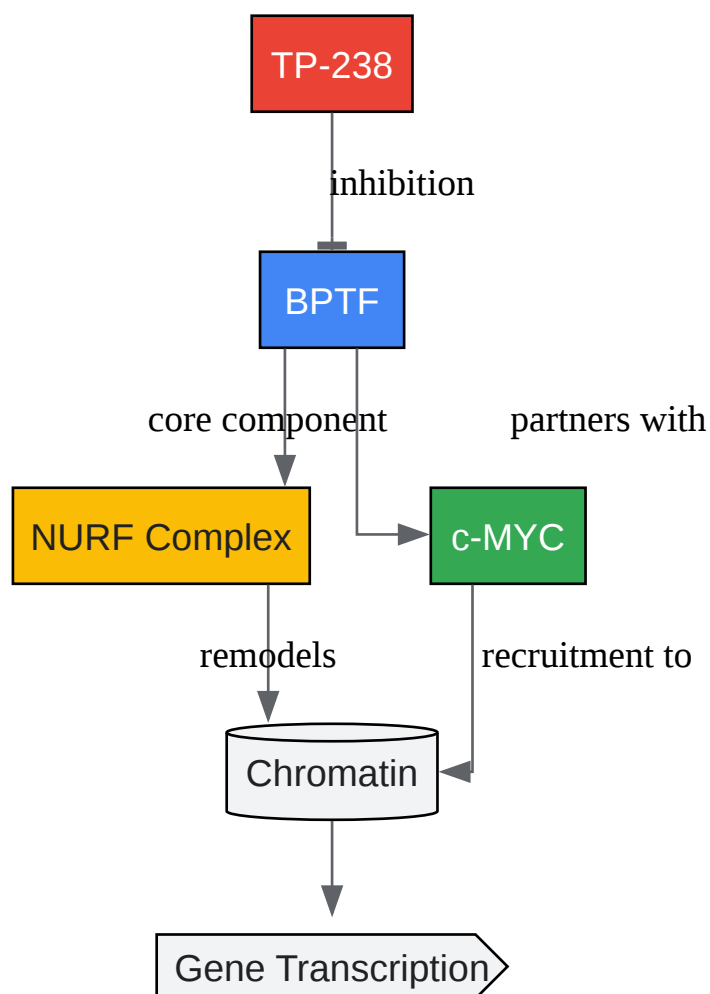 TP-238
inhibition
BPTF
core component
partners with
NURF Complex
c-MYC
remodels
recruitment to
Chromatin
Gene Transcription